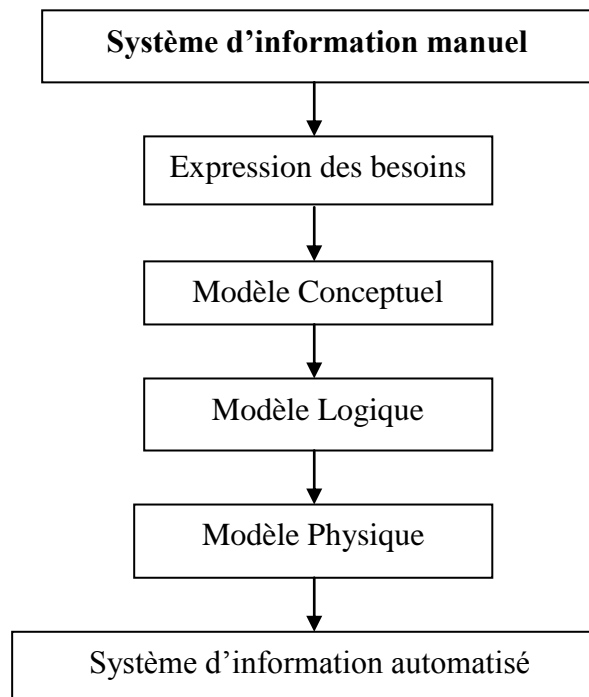 Système d’information manuel
Expression des besoins
Modèle Conceptuel
Modèle Logique
Modèle Physique
Système d’information automatisé